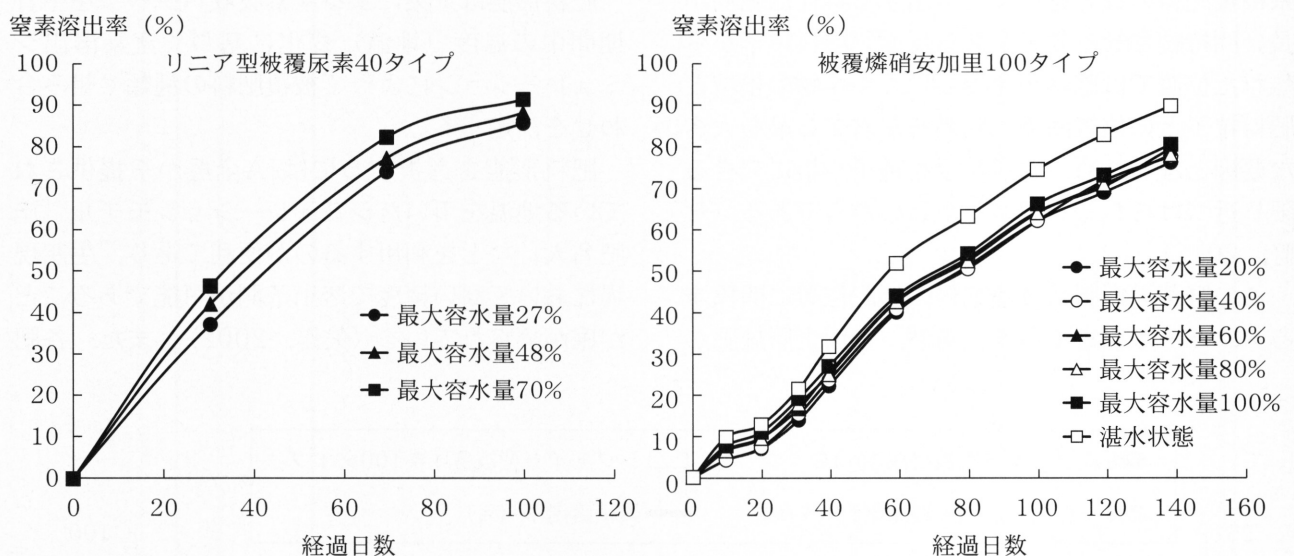 窒素溶出率（%）
リニア型被覆尿素40タイプ
100
90
80
70
60
50
40
30
20
10
0
0 20 40 60 80 100 120
経過日数
最大容水量27%
最大容水量48%
最大容水量70%
窒素溶出率（%）
被覆燐硝安加里100タイプ
100
90
80
70
60
50
40
30
20
10
0
0 20 40 60 80 100 120 140 160
経過日数
最大容水量20%
最大容水量40%
最大容水量60%
最大容水量80%
最大容水量100%
湛水状態